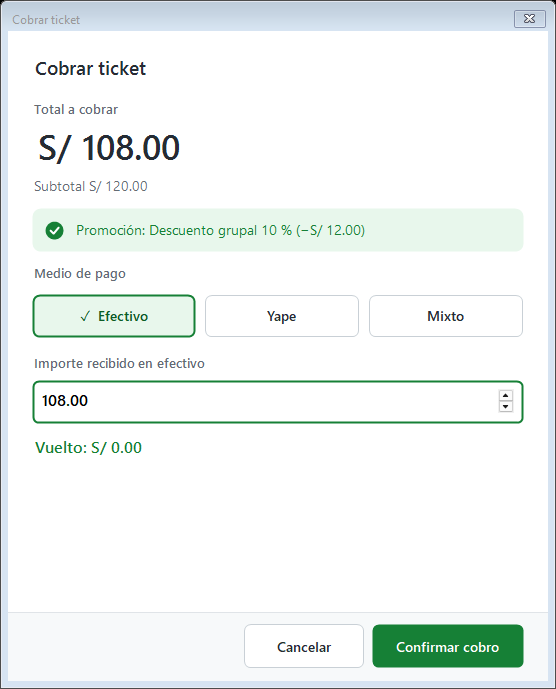 Cobrar ticket
Cobrar ticket
Total a cobrar
S/ 108.00
Subtotal S/ 120.00
Promoción: Descuento grupal 10 % (−S/ 12.00)
Medio de pago
✓ Efectivo
Yape
Mixto
Importe recibido en efectivo
108.00
Vuelto: S/ 0.00
Cancelar
Confirmar cobro